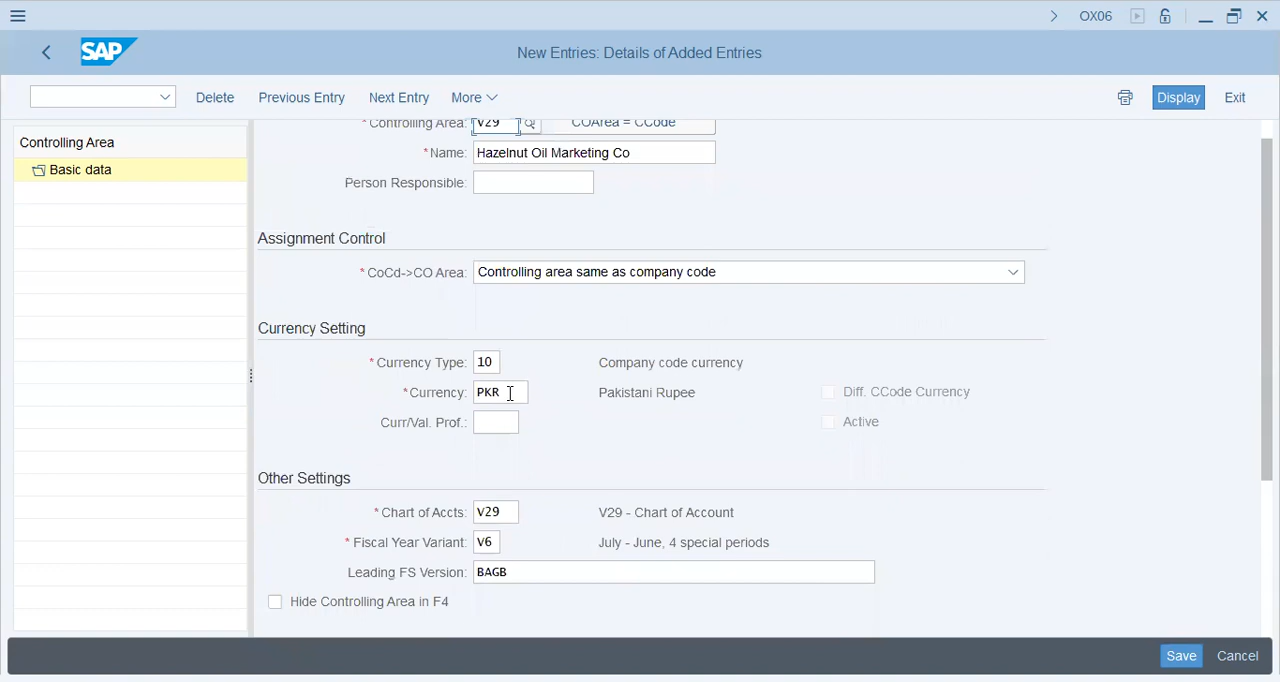 OX06
SAP New Entries: Details of Added Entries
Delete Previous Entry Next Entry More Display Exit
Controlling Area
Basic data
* Controlling Area: V29 COArea = CCode
* Name: Hazelnut Oil Marketing Co
Person Responsible:
Assignment Control
* CoCd->CO Area: Controlling area same as company code
Currency Setting
* Currency Type: 10 Company code currency
* Currency: PKR Pakistani Rupee Diff. CCode Currency
Curr/Val. Prof.: Active
Other Settings
* Chart of Accts: V29 V29 - Chart of Account
* Fiscal Year Variant: V6 July - June, 4 special periods
Leading FS Version: BAGB
Hide Controlling Area in F4
Save Cancel